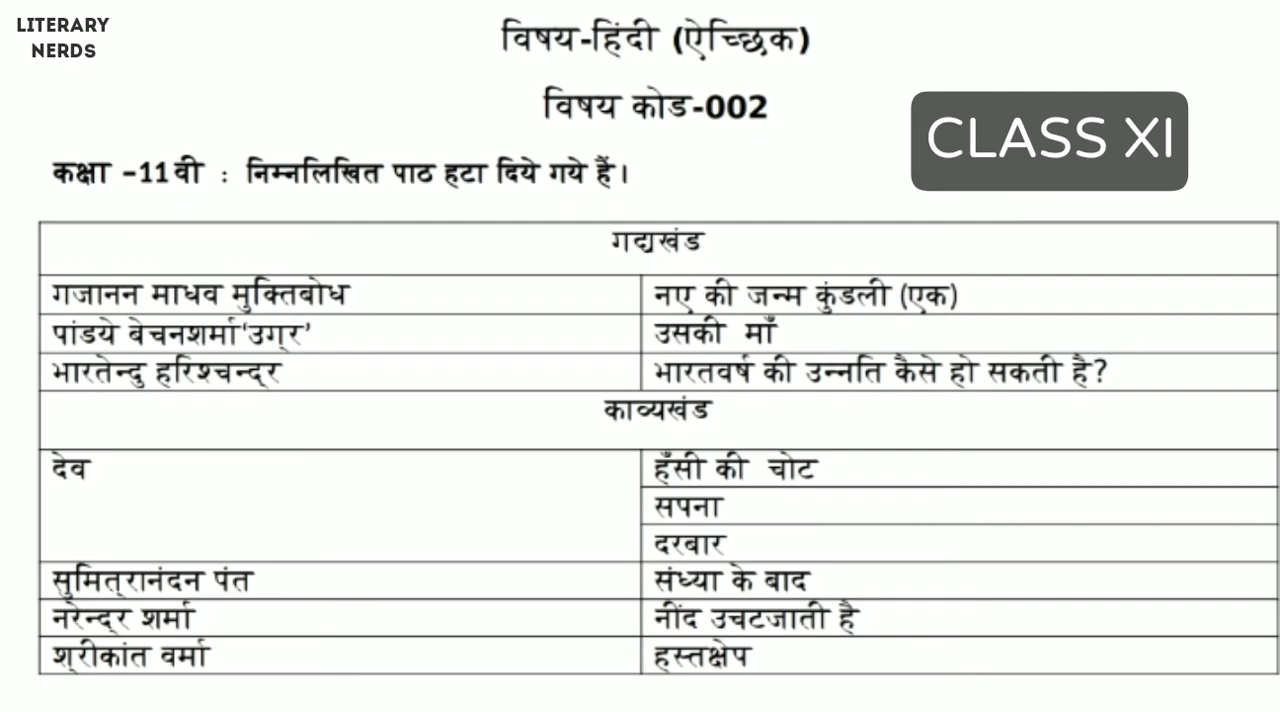 LITERARY
NERDS
विषय-हिंदी (ऐच्छिक)
विषय कोड-002
CLASS XI
कक्षा -11वी : निम्नलिखित पाठ हटा दिये गये हैं।
गद्यखंड
गजानन माधव मुक्तिबोध नए की जन्म कुंडली (एक)
पांडये बेचनशर्मा'उग्र' उसकी माँ
भारतेन्दु हरिश्चन्द्र भारतवर्ष की उन्नति कैसे हो सकती है?
काव्यखंड
देव हँसी की चोट
सपना
दरबार
सुमित्रानंदन पंत संध्या के बाद
नरेन्द्र शर्मा नींद उचटजाती है
श्रीकांत वर्मा हस्तक्षेप